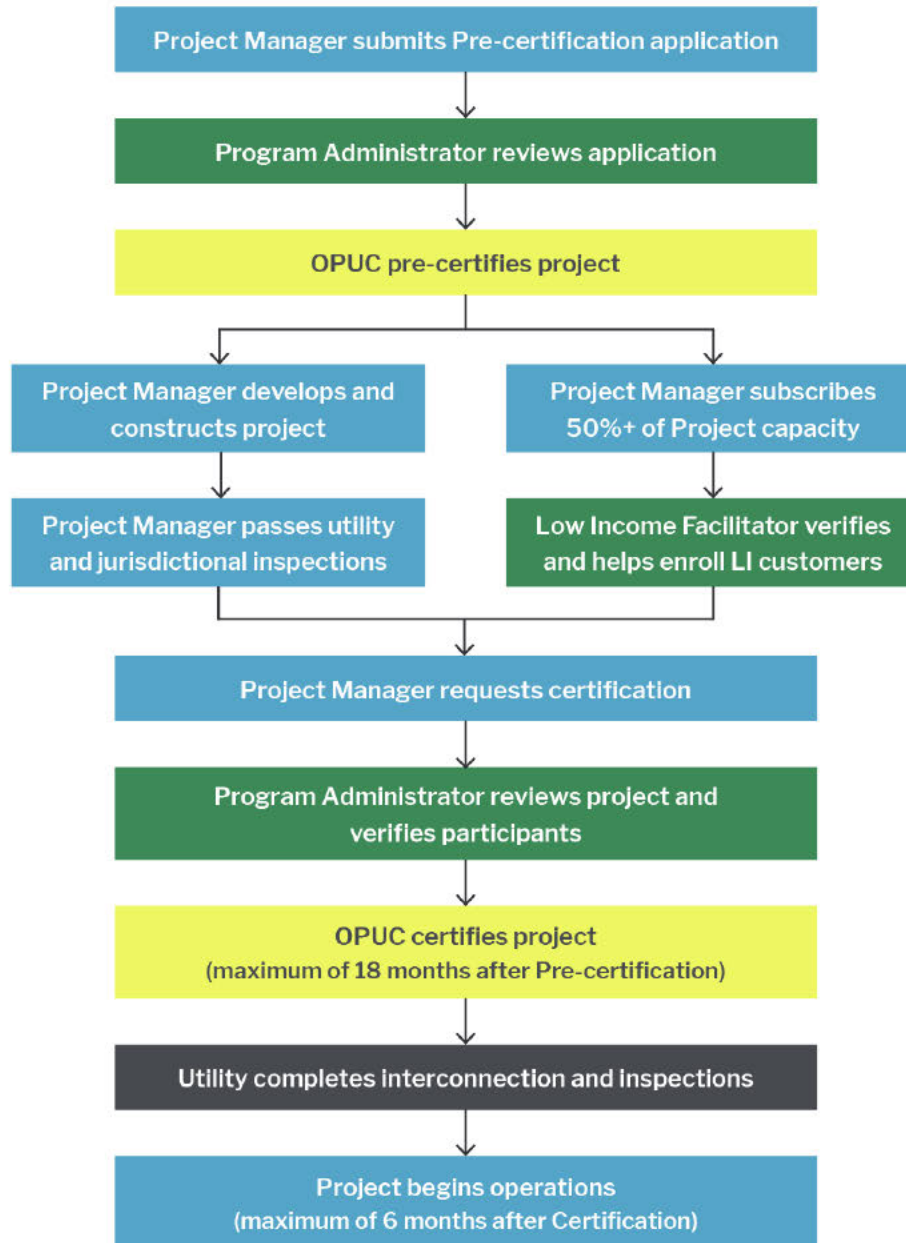 Project Manager submits Pre-certification application
Program Administrator reviews application
OPUC pre-certifies project
Project Manager develops and
constructs project
Project Manager subscribes
50%+ of Project capacity
Project Manager passes utility
and jurisdictional inspections
Low Income Facilitator verifies
and helps enroll LI customers
Project Manager requests certification
Program Administrator reviews project and
verifies participants
OPUC certifies project
(maximum of 18 months after Pre-certification)
Utility completes interconnection and inspections
Project begins operations
(maximum of 6 months after Certification)